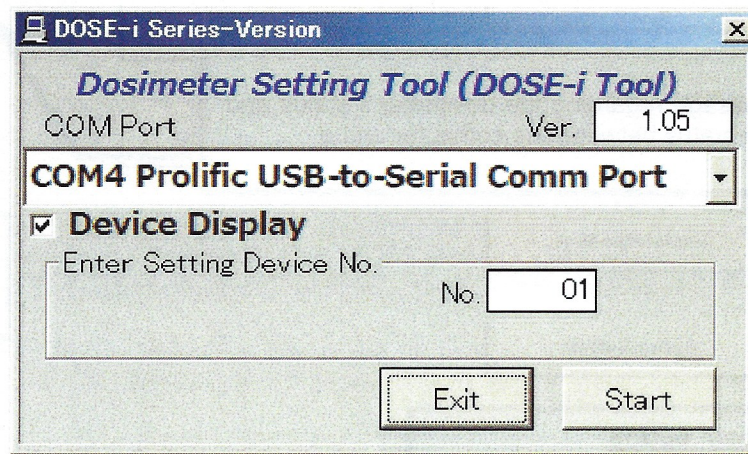 DOSE-i Series-Version
Dosimeter Setting Tool (DOSE-i Tool)
COM Port Ver. 1.05
COM4 Prolific USB-to-Serial Comm Port
Device Display
Enter Setting Device No.
No. 01
Exit Start